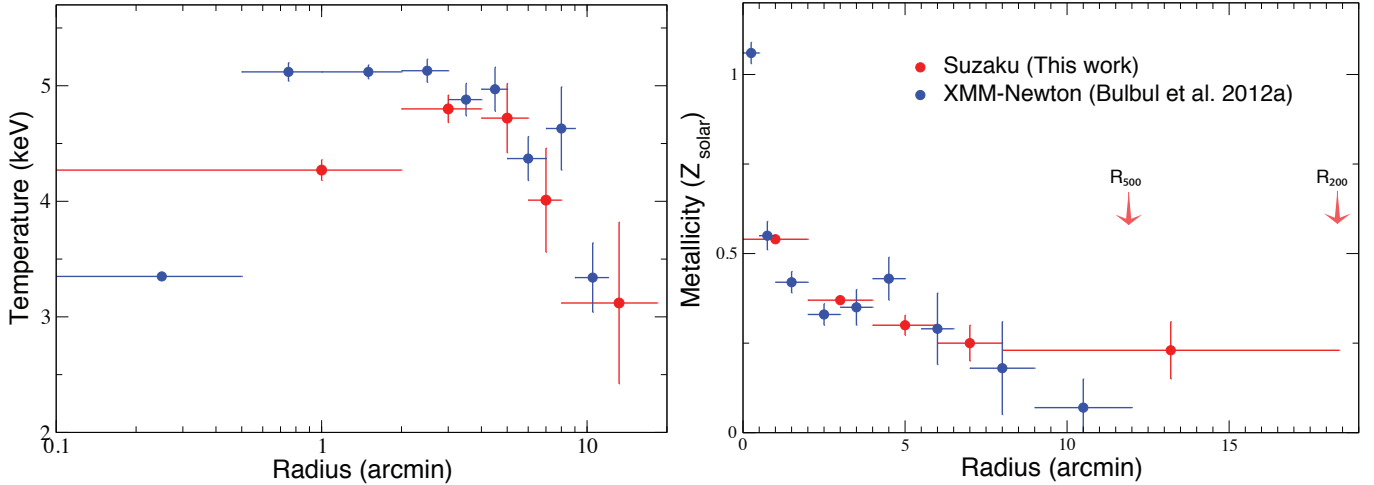 Temperature (keV)
5
4
3
2
0.1
1
10
Radius (arcmin)
Metallicity (Z_solar)
1
0.5
0
Suzaku (This work)
XMM-Newton (Bulbul et al. 2012a)
R500
R200
0
5
10
15
Radius (arcmin)